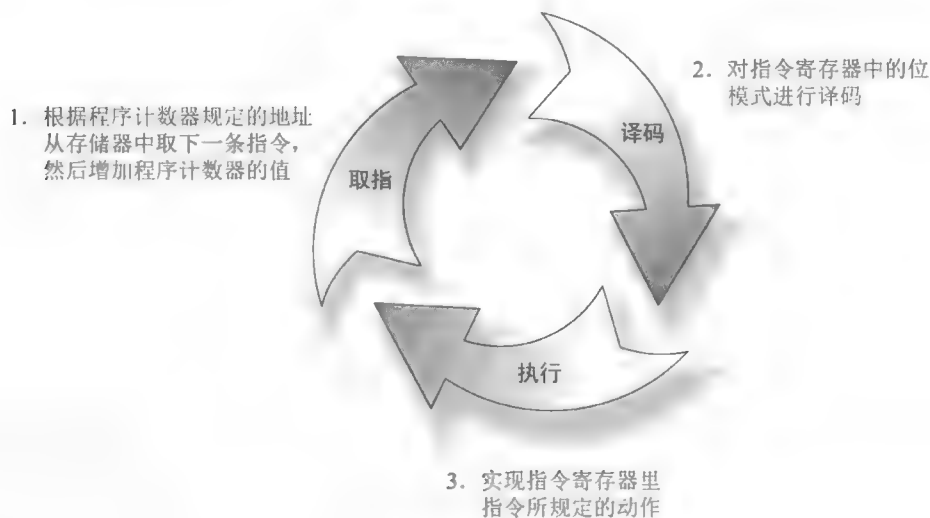 1. 根据程序计数器规定的地址
从存储器中取下一条指令，
然后增加程序计数器的值
取指
2. 对指令寄存器中的位
模式进行译码
译码
执行
3. 实现指令寄存器里
指令所规定的动作